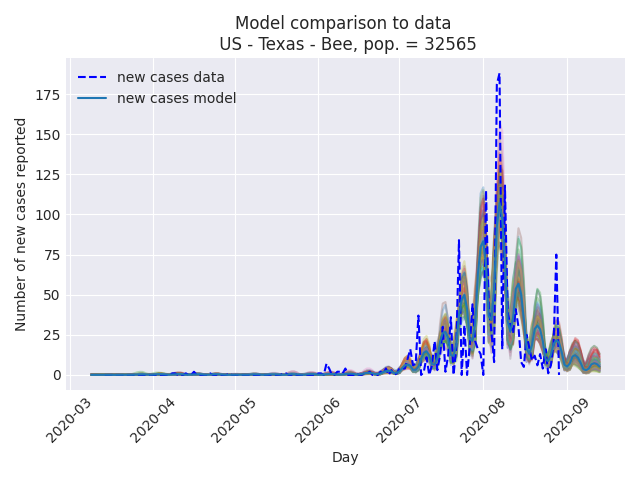 Model comparison to data
US - Texas - Bee, pop. = 32565
new cases data
new cases model
Number of new cases reported
175
150
125
100
75
50
25
0
2020-03
2020-04
2020-05
2020-06
2020-07
2020-08
2020-09
Day